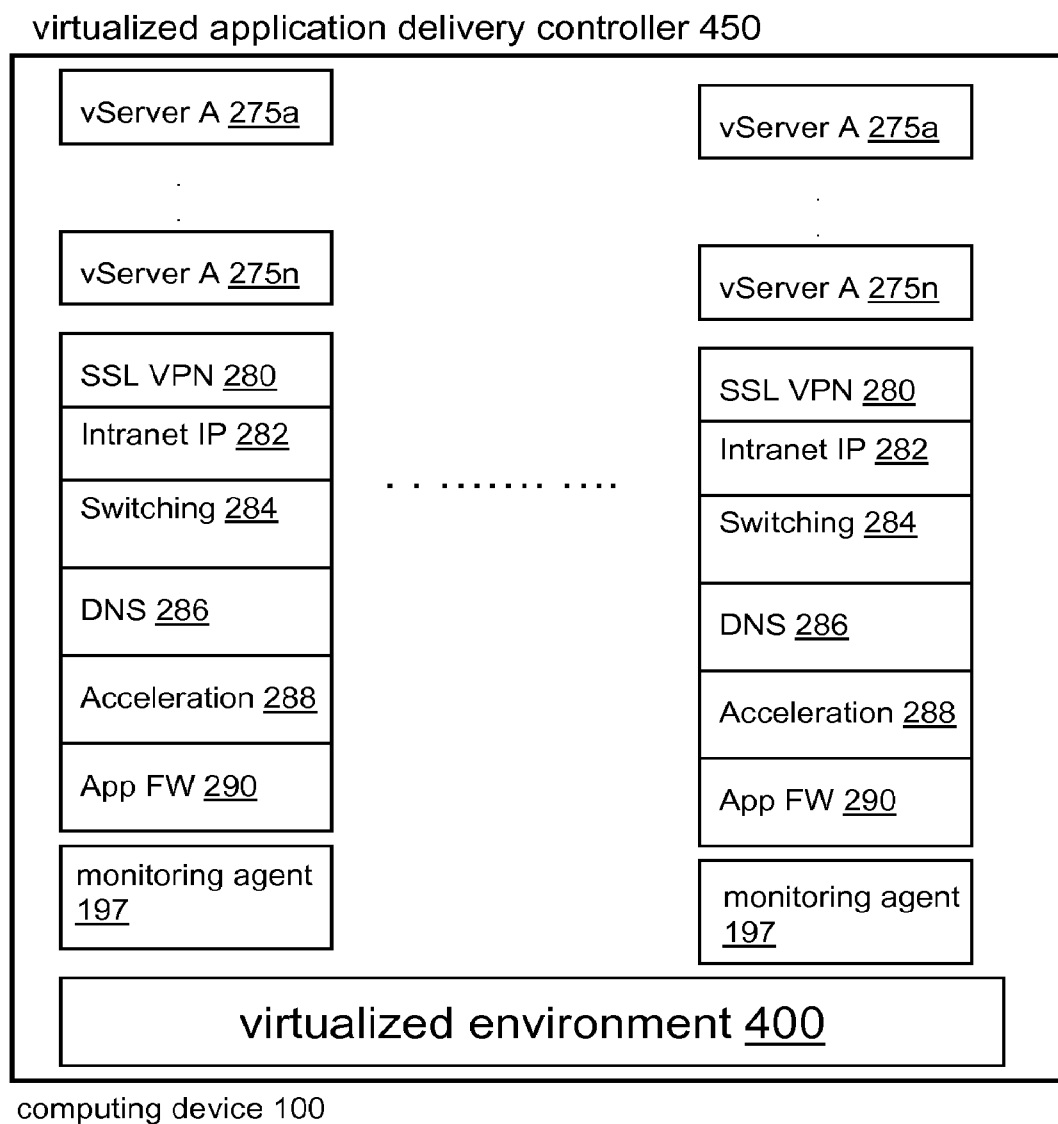 virtualized application delivery controller 450
vServer A 275a
vServer A 275n
SSL VPN 280
Intranet IP 282
Switching 284
DNS 286
Acceleration 288
App FW 290
monitoring agent
197
vServer A 275a
vServer A 275n
SSL VPN 280
Intranet IP 282
Switching 284
DNS 286
Acceleration 288
App FW 290
monitoring agent
197
virtualized environment 400
computing device 100